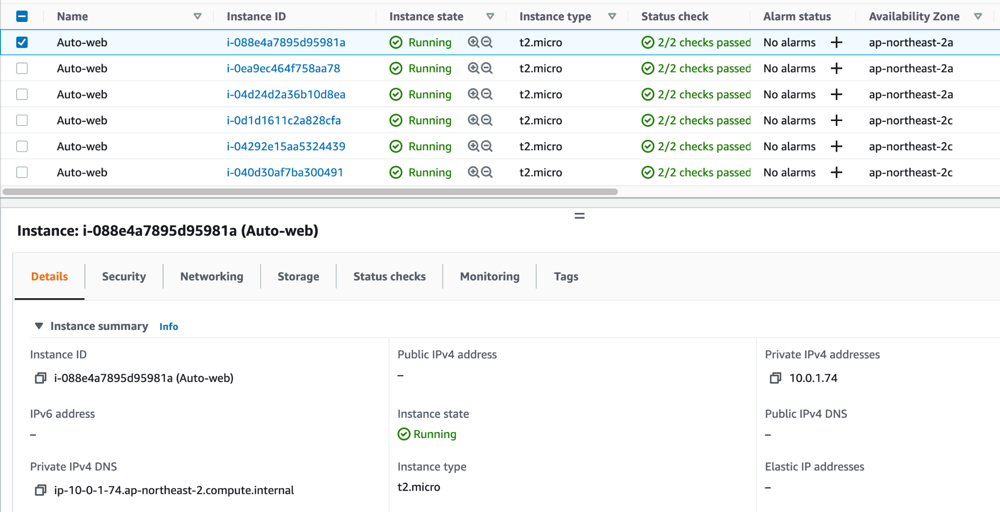 Name Instance ID Instance state Instance type Status check Alarm status Availability Zone
Auto-web i-088e4a7895d95981a Running t2.micro 2/2 checks passed No alarms + ap-northeast-2a
Auto-web i-0ea9ec464f758aa78 Running t2.micro 2/2 checks passed No alarms + ap-northeast-2a
Auto-web i-04d24d2a36b10d8ea Running t2.micro 2/2 checks passed No alarms + ap-northeast-2a
Auto-web i-0d1d1611c2a828cfa Running t2.micro 2/2 checks passed No alarms + ap-northeast-2c
Auto-web i-04292e15aa5324439 Running t2.micro 2/2 checks passed No alarms + ap-northeast-2c
Auto-web i-040d30af7ba300491 Running t2.micro 2/2 checks passed No alarms + ap-northeast-2c
Instance: i-088e4a7895d95981a (Auto-web)
Details Security Networking Storage Status checks Monitoring Tags
Instance summary Info
Instance ID Public IPv4 address Private IPv4 addresses
i-088e4a7895d95981a (Auto-web) – 10.0.1.74
IPv6 address Instance state Public IPv4 DNS
– Running –
Private IPv4 DNS Instance type Elastic IP addresses
ip-10-0-1-74.ap-northeast-2.compute.internal t2.micro –